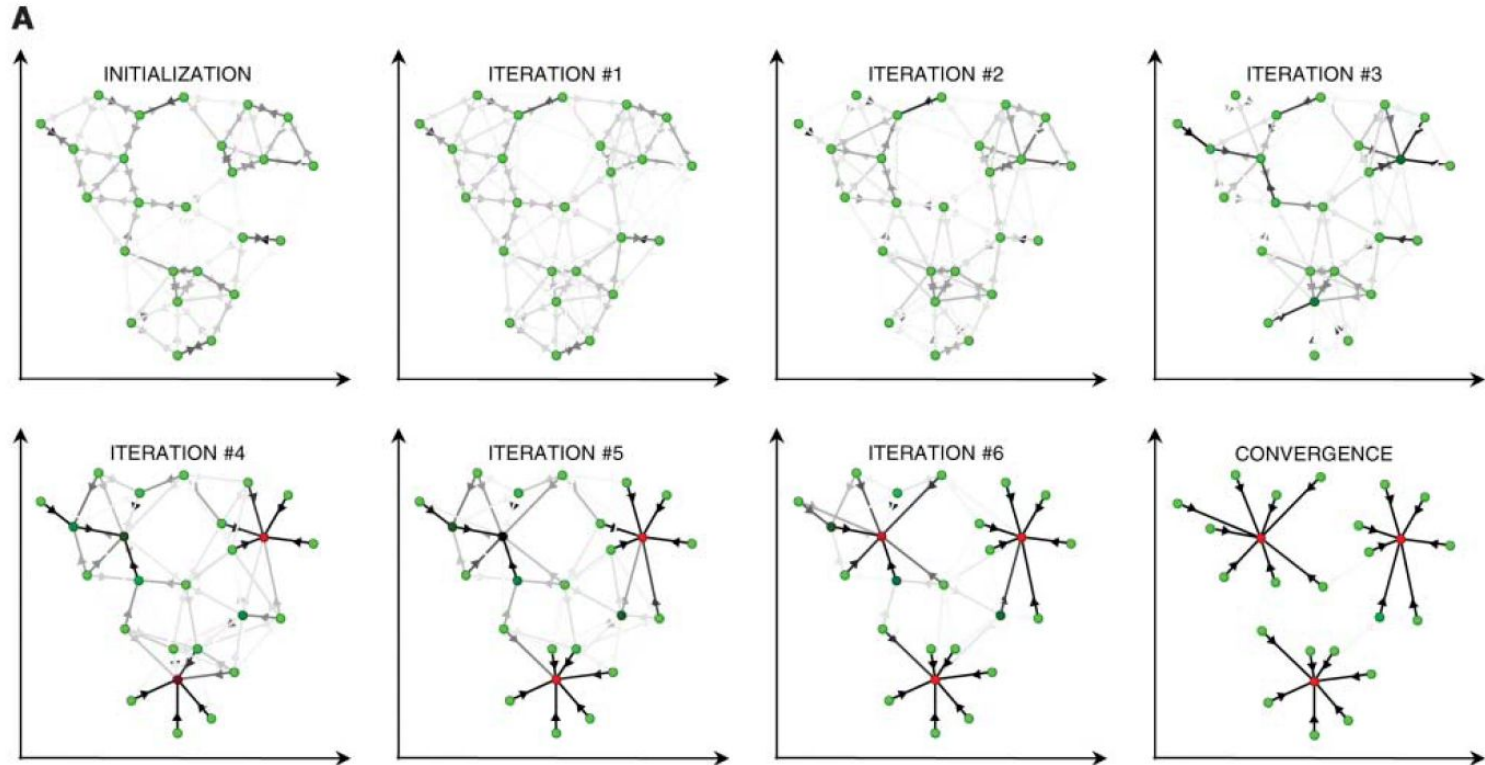 A
INITIALIZATION
ITERATION #1
ITERATION #2
ITERATION #3
ITERATION #4
ITERATION #5
ITERATION #6
CONVERGENCE